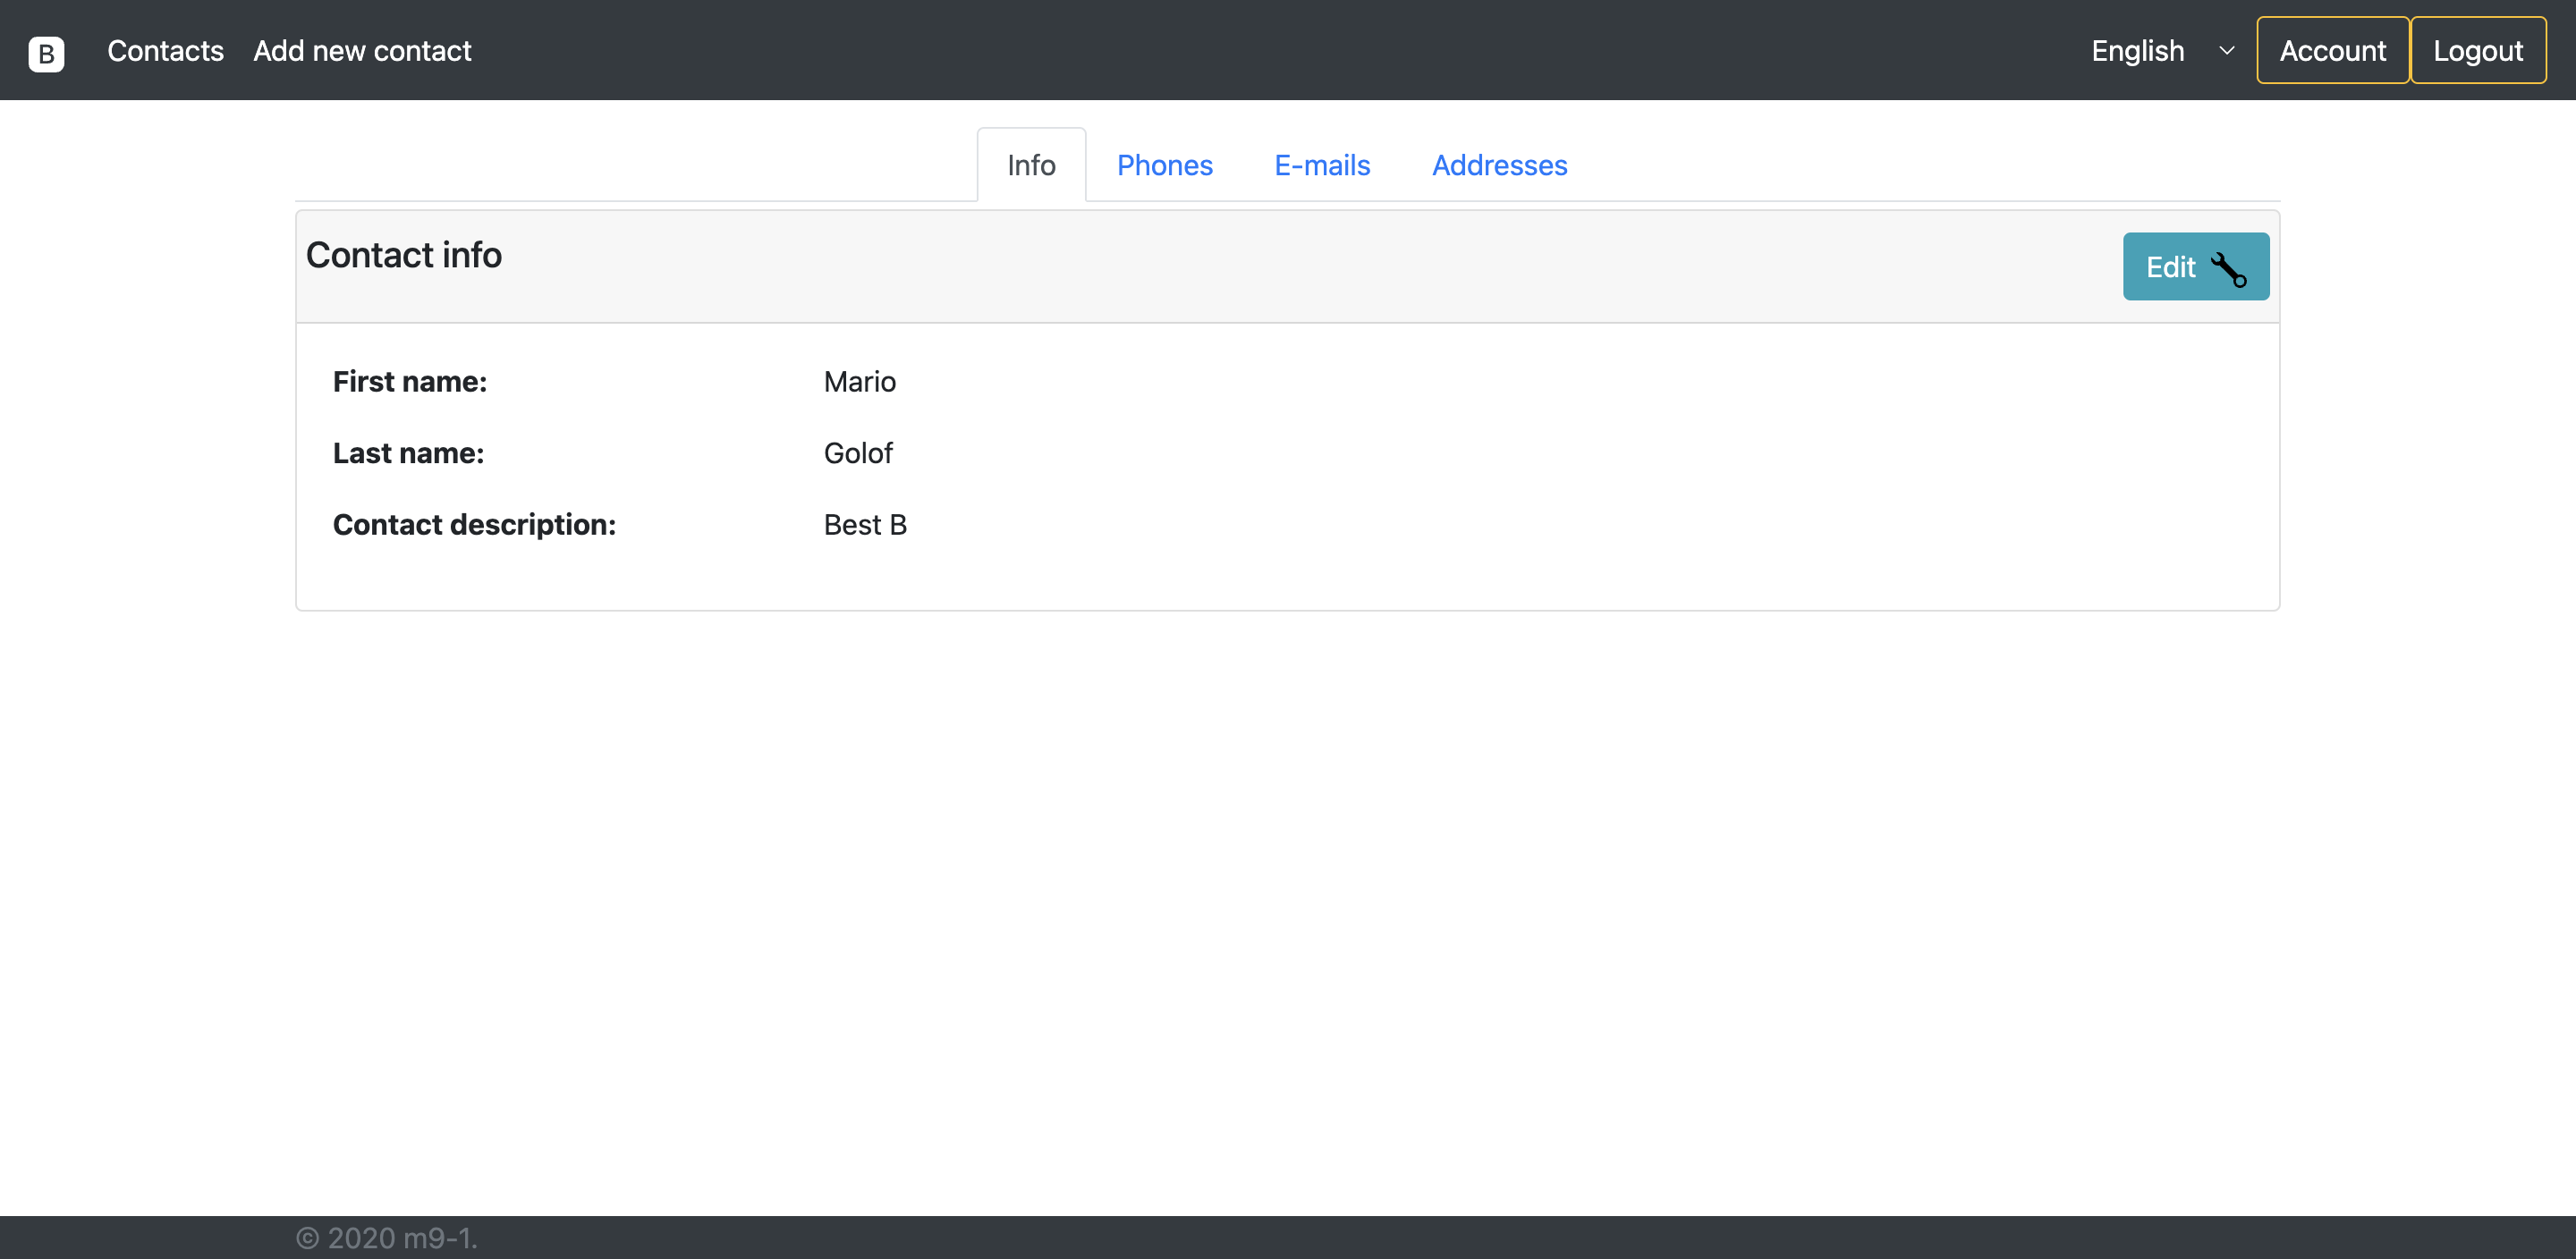 B Contacts Add new contact English Account Logout
Info Phones E-mails Addresses
Contact info Edit
First name: Mario
Last name: Golof
Contact description: Best B
© 2020 m9-1.